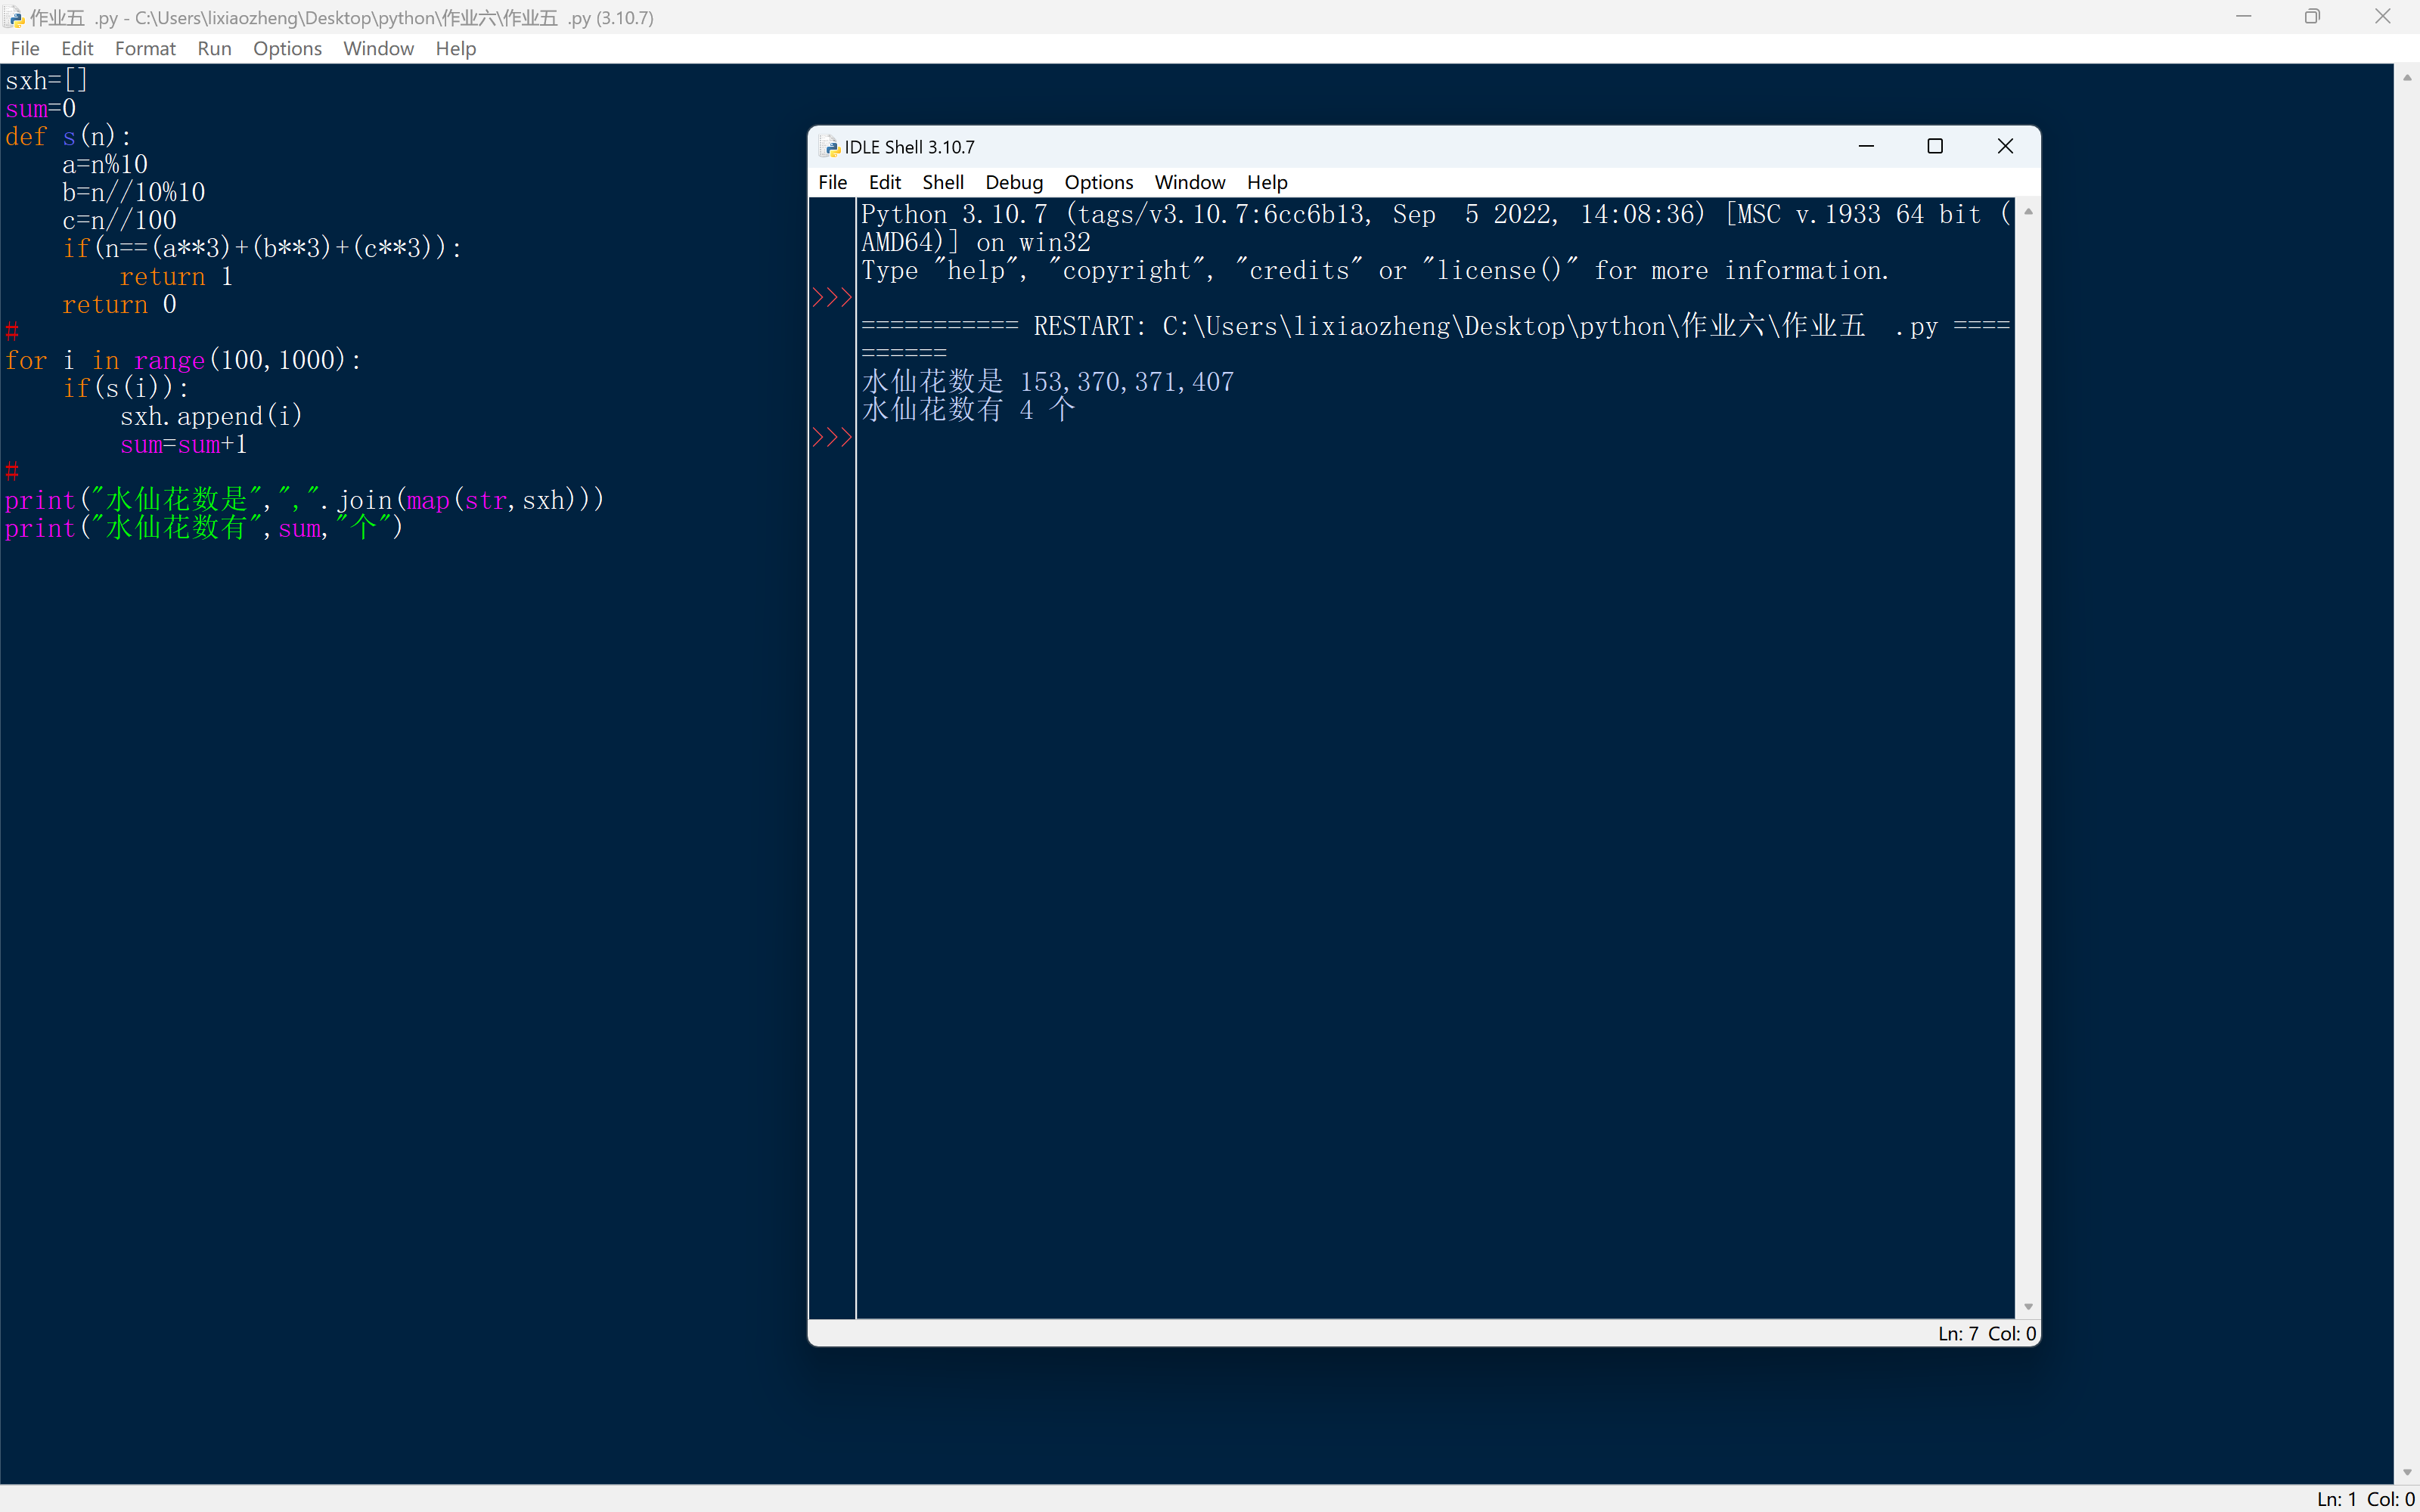 作业五 .py - C:\Users\lixiaozheng\Desktop\python\作业六\作业五 .py (3.10.7)
File Edit Format Run Options Window Help
sxh=[]
sum=0
def s(n):
    a=n%10
    b=n//10%10
    c=n//100
    if(n==(a**3)+(b**3)+(c**3)):
        return 1
    return 0
#
for i in range(100,1000):
    if(s(i)):
        sxh.append(i)
        sum=sum+1
#
print("水仙花数是",",".join(map(str,sxh)))
print("水仙花数有",sum,"个")
IDLE Shell 3.10.7
File Edit Shell Debug Options Window Help
Python 3.10.7 (tags/v3.10.7:6cc6b13, Sep  5 2022, 14:08:36) [MSC v.1933 64 bit (
AMD64)] on win32
Type "help", "copyright", "credits" or "license()" for more information.
>>>
=========== RESTART: C:\Users\lixiaozheng\Desktop\python\作业六\作业五  .py ====
======
水仙花数是 153,370,371,407
水仙花数有 4 个
>>>
Ln: 7 Col: 0
Ln: 1 Col: 0